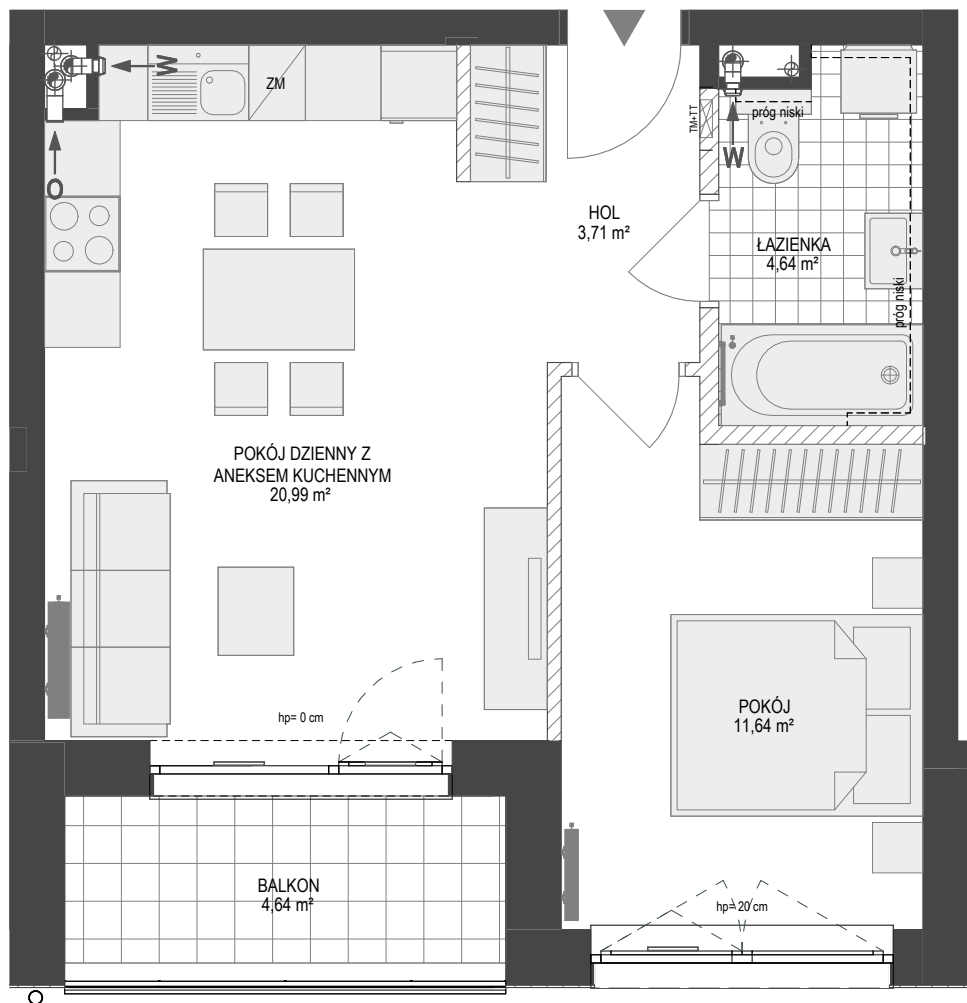 W
ZM
TM+TT
próg niski
W
O
HOL
3,71 m²
ŁAZIENKA
4,64 m²
próg niski
POKÓJ DZIENNY Z
ANEKSEM KUCHENNYM
20,99 m²
hp= 0 cm
POKÓJ
11,64 m²
BALKON
4,64 m²
hp= 20 cm